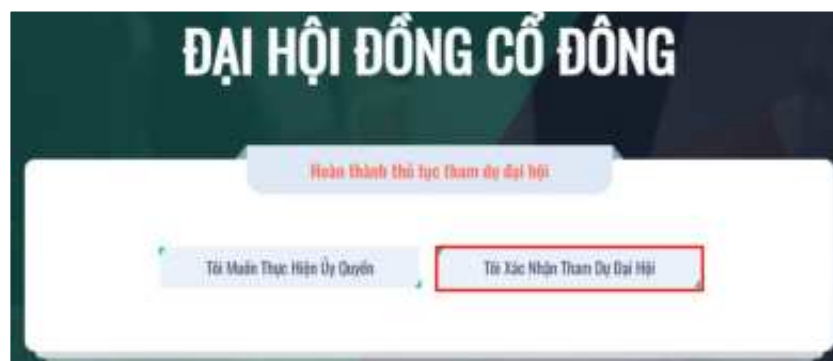 ĐẠI HỘI ĐỒNG CỔ ĐÔNG
Hoàn thành thủ tục tham dự đại hội
Tôi Muốn Thực Hiện Ủy Quyền
Tôi Xác Nhận Tham Dự Đại Hội